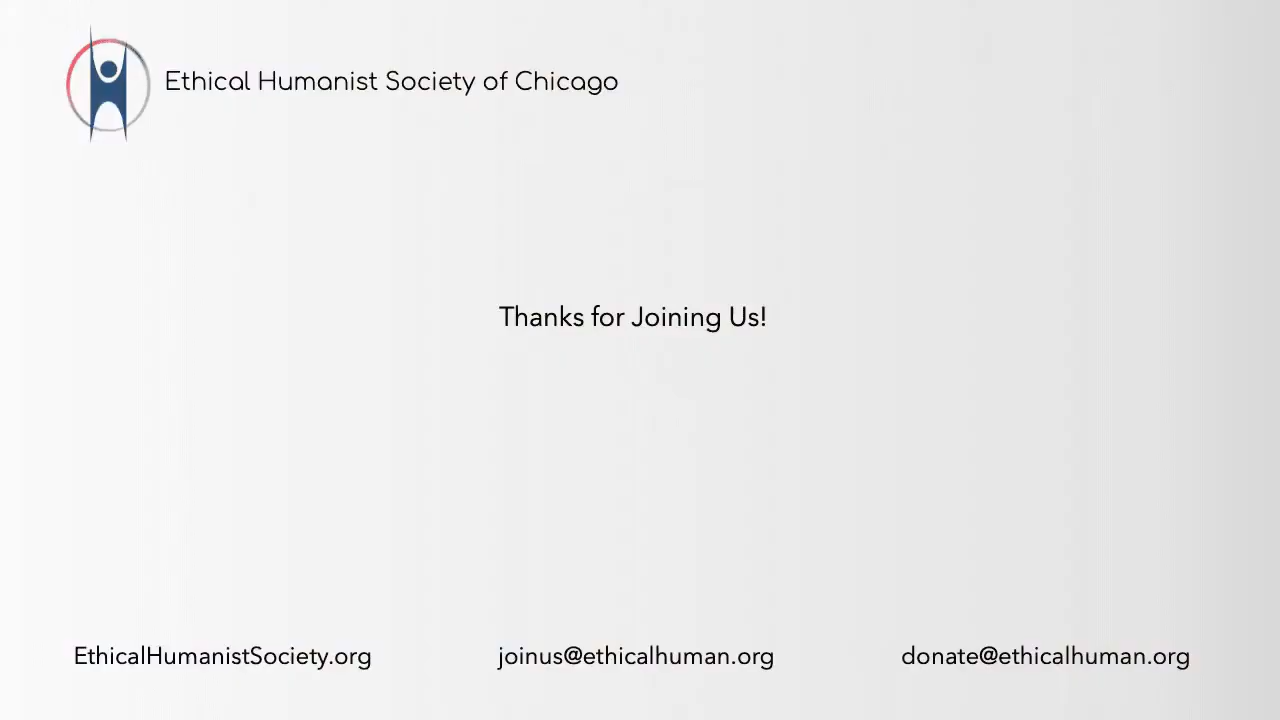 Ethical Humanist Society of Chicago
Thanks for Joining Us!
EthicalHumanistSociety.org
joinus@ethicalhuman.org
donate@ethicalhuman.org